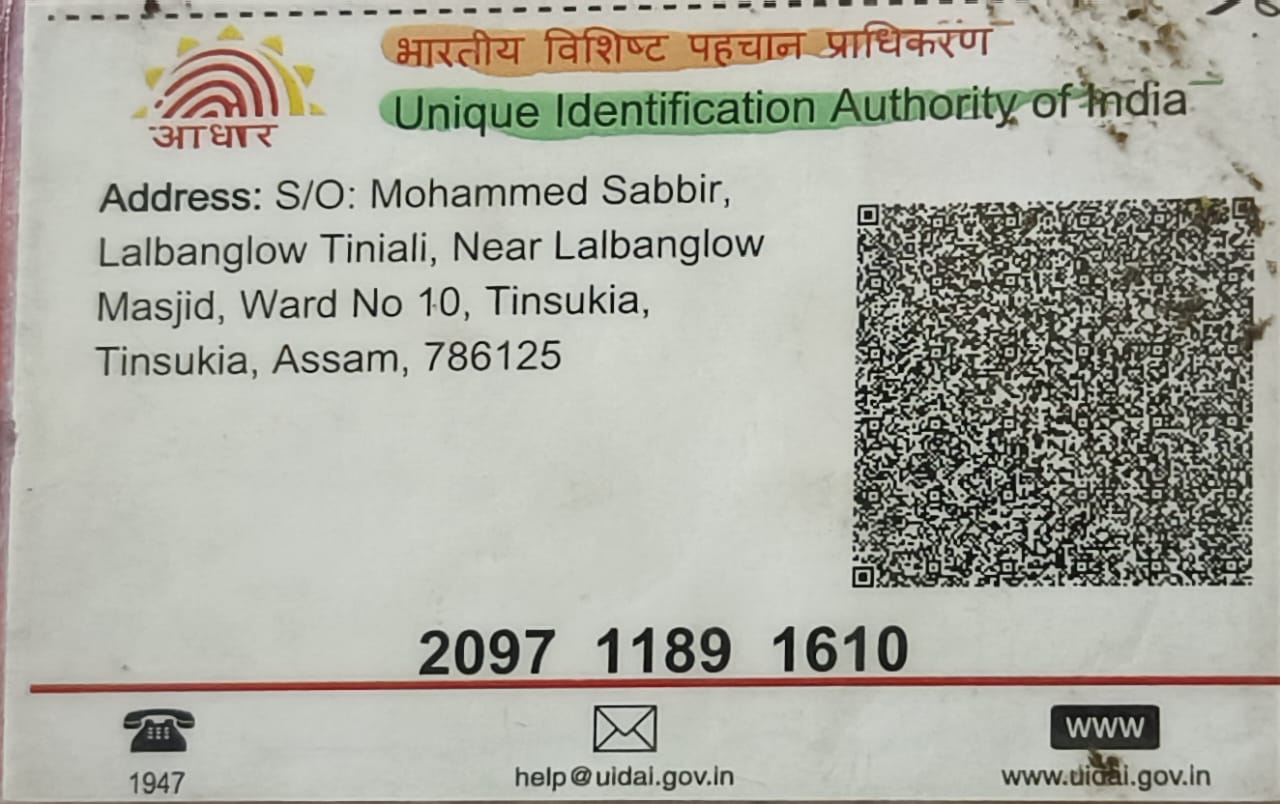 भारतीय विशिष्ट पहचान प्राधिकरण
Unique Identification Authority of India
आधार
Address: S/O: Mohammed Sabbir,
Lalbanglow Tiniali, Near Lalbanglow
Masjid, Ward No 10, Tinsukia,
Tinsukia, Assam, 786125
2097 1189 1610
1947
help@uidai.gov.in
www
www.uidai.gov.in